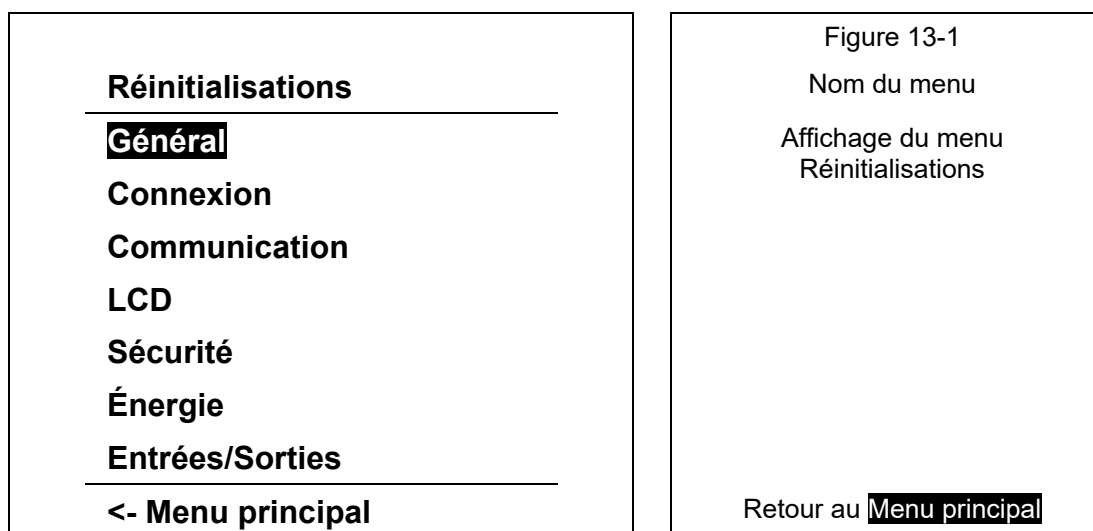 Réinitialisations
Général
Connexion
Communication
LCD
Sécurité
Énergie
Entrées/Sorties
<- Menu principal
Figure 13-1
Nom du menu
Affichage du menu
Réinitialisations
Retour au Menu principal